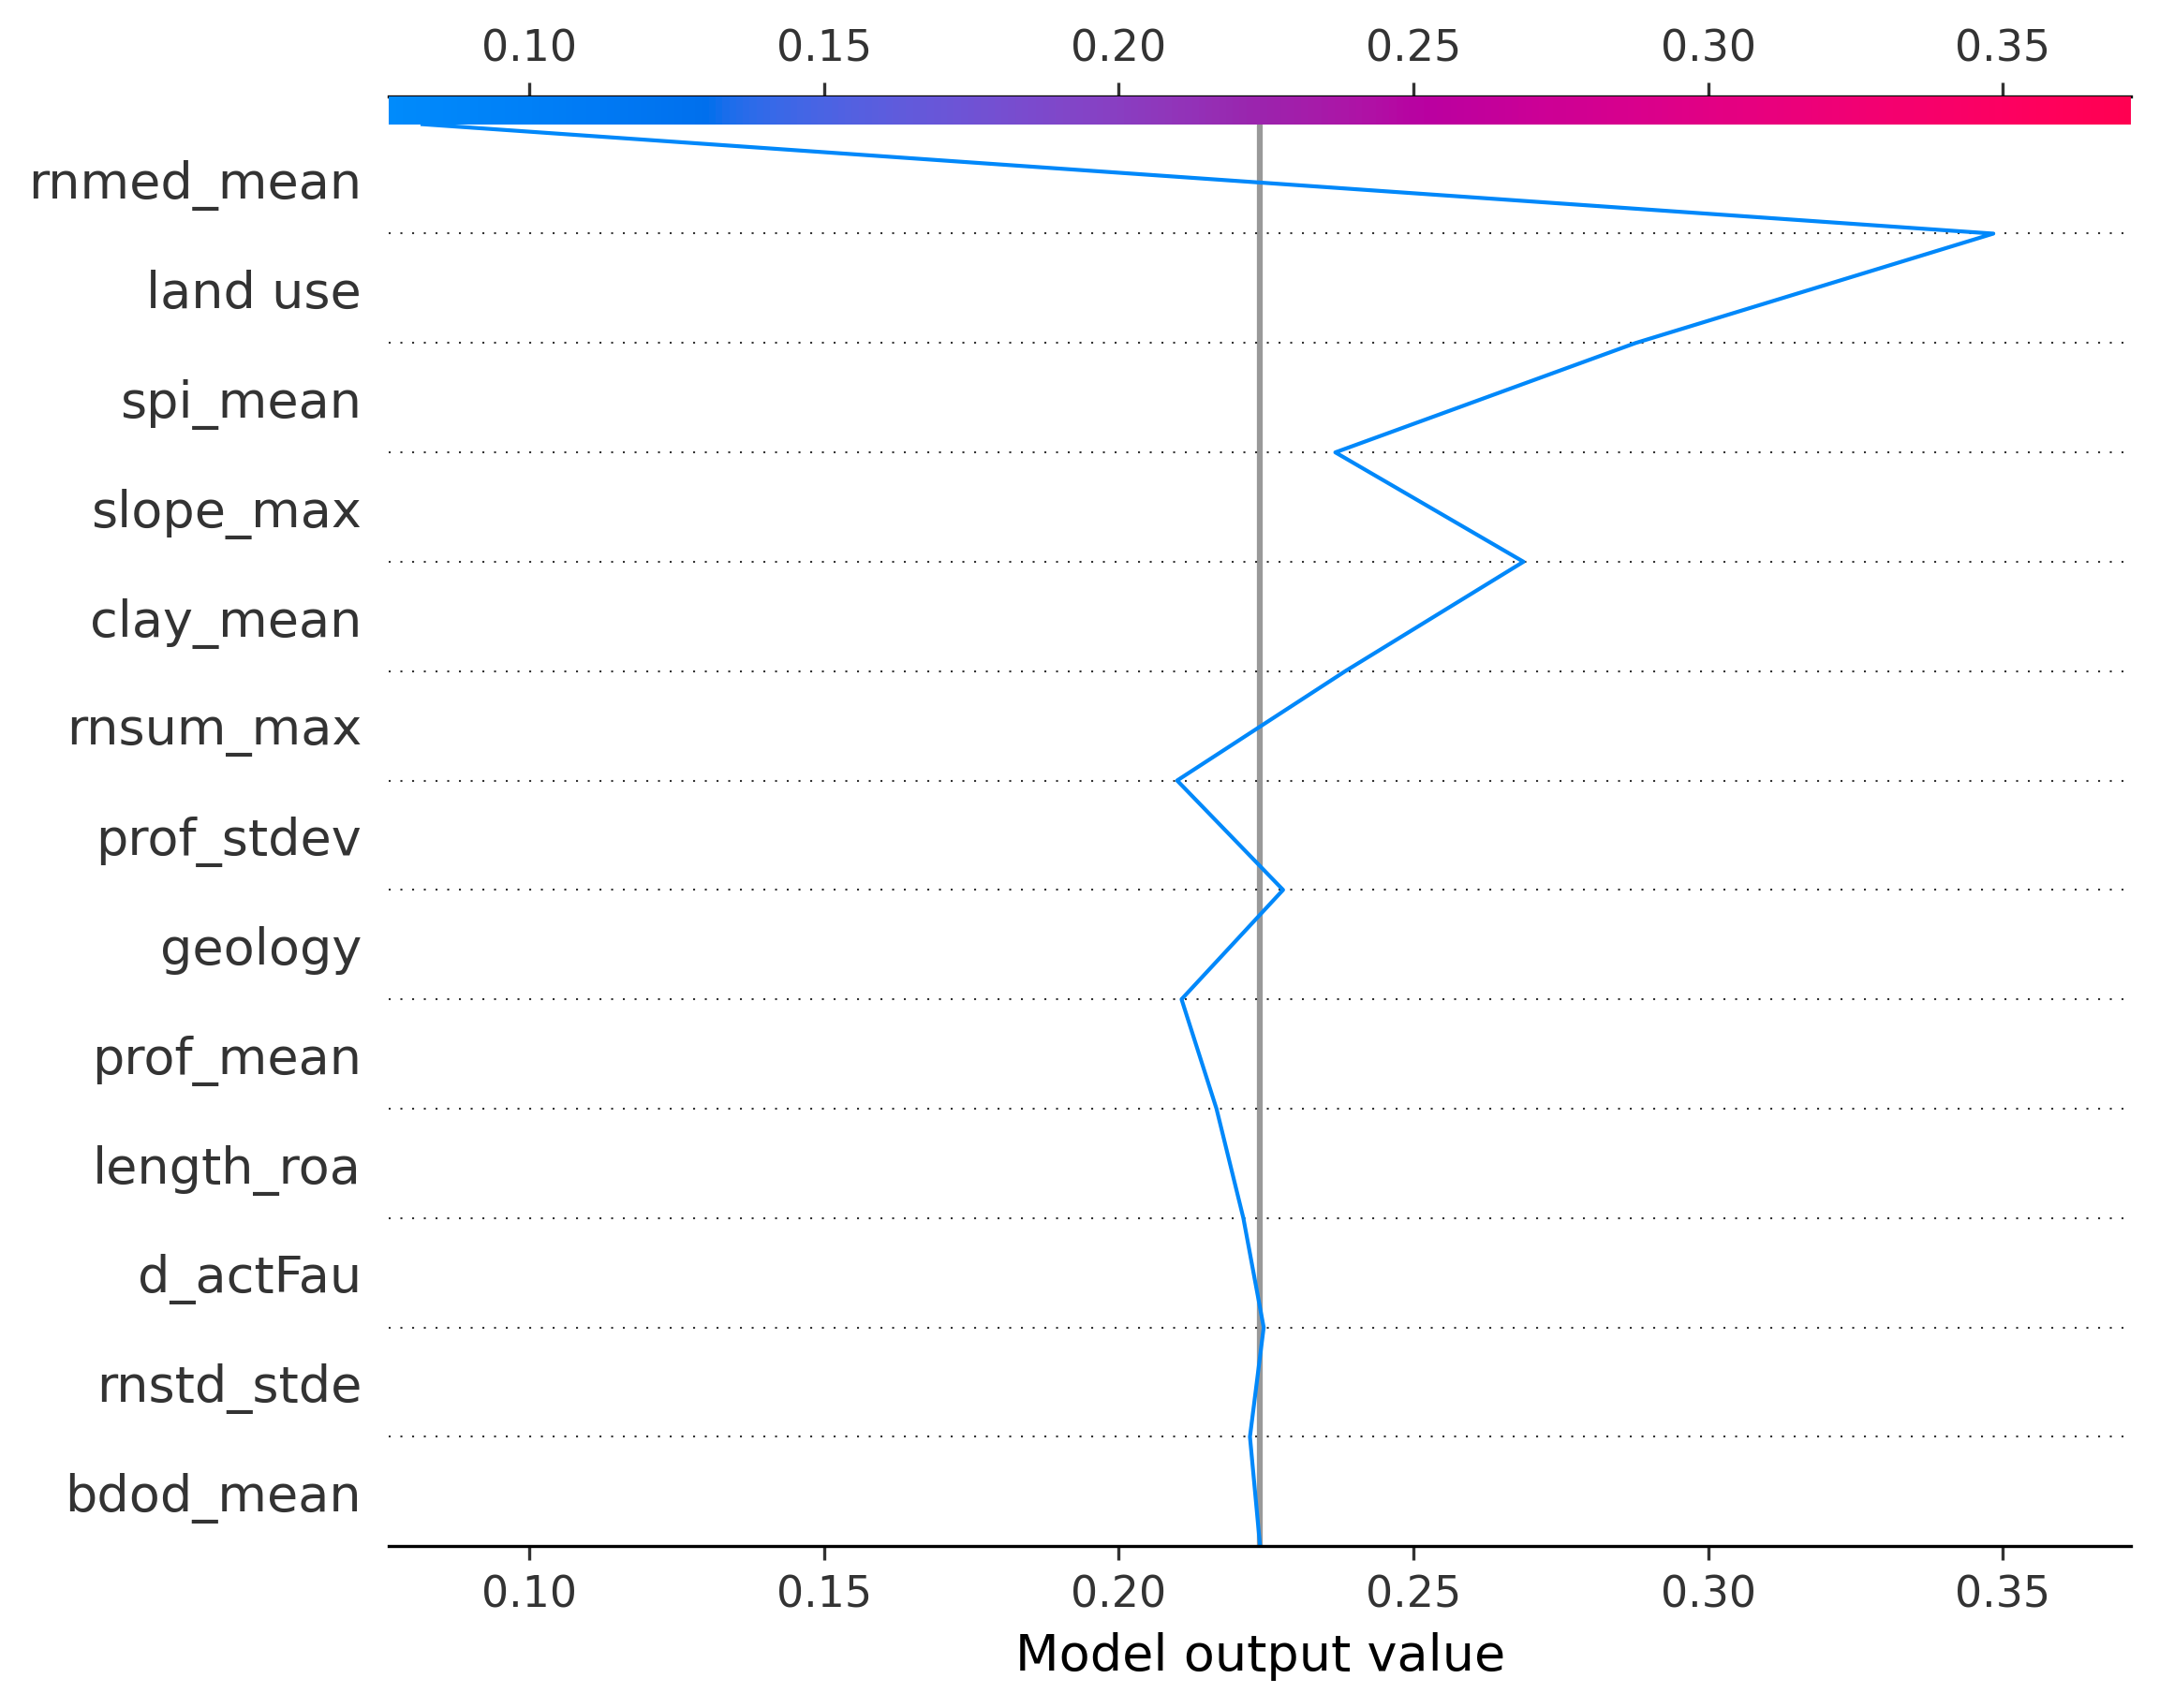 0.10 0.15 0.20 0.25 0.30 0.35
rnmed_mean
land use
spi_mean
slope_max
clay_mean
rnsum_max
prof_stdev
geology
prof_mean
length_roa
d_actFau
rnstd_stde
bdod_mean
0.10 0.15 0.20 0.25 0.30 0.35
Model output value